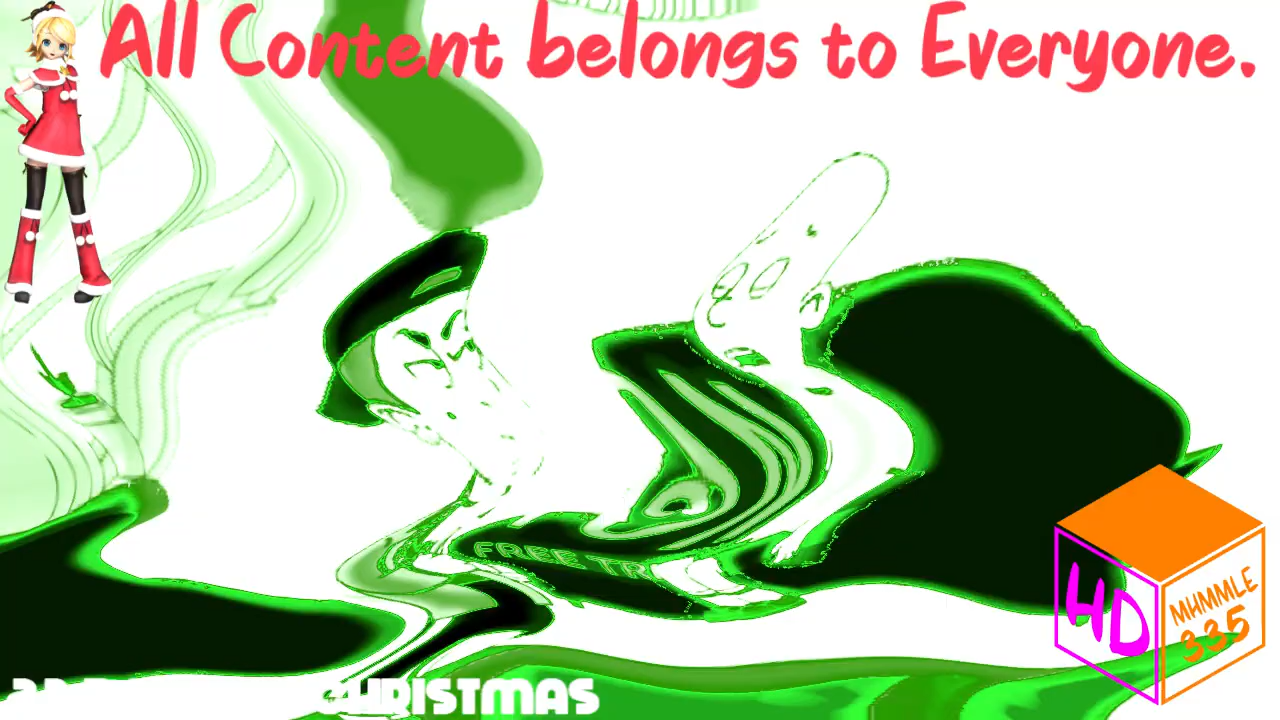 All Content belongs to Everyone.
FREE TR
HD
MHMMLE
335
CHRISTMAS